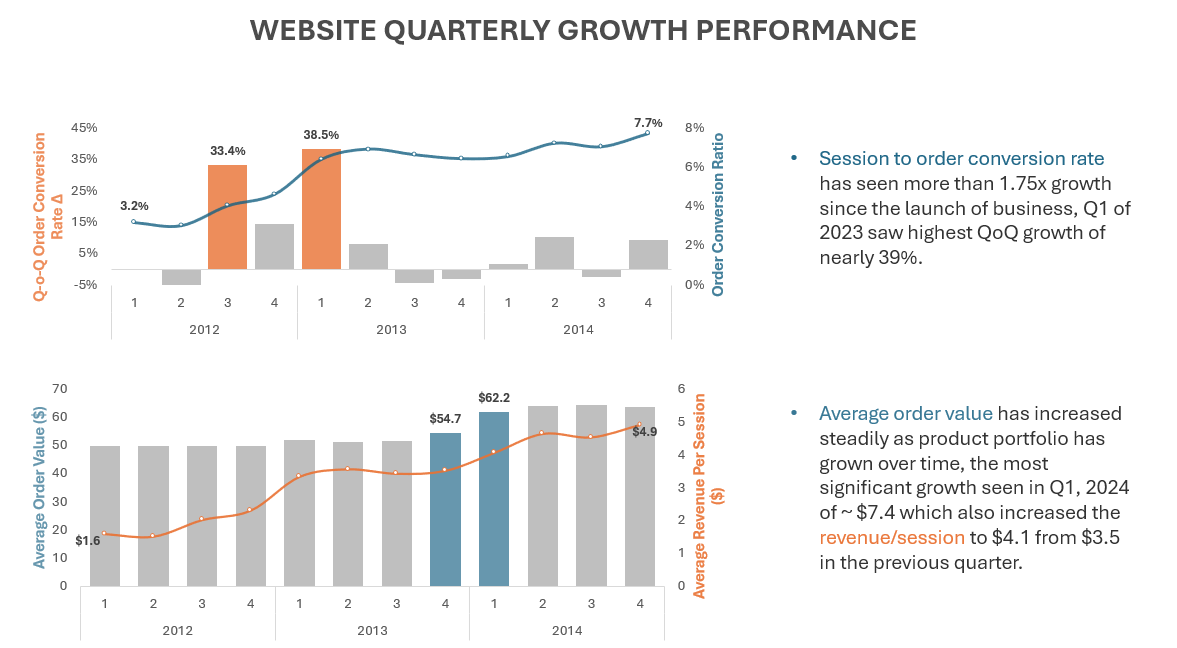 WEBSITE QUARTERLY GROWTH PERFORMANCE
Q-o-Q Order Conversion
Rate Δ
45%
35%
25%
15%
5%
-5%
3.2%
33.4%
38.5%
7.7%
8%
6%
4%
2%
0%
Order Conversion Ratio
1 2 3 4 1 2 3 4 1 2 3 4
2012 2013 2014
• Session to order conversion rate
has seen more than 1.75x growth
since the launch of business, Q1 of
2023 saw highest QoQ growth of
nearly 39%.
Average Order Value ($)
70
60
50
40
30
20
10
0
$1.6
$54.7
$62.2
$4.9
6
5
4
3
2
1
0
Average Revenue Per Session
($)
1 2 3 4 1 2 3 4 1 2 3 4
2012 2013 2014
• Average order value has increased
steadily as product portfolio has
grown over time, the most
significant growth seen in Q1, 2024
of ~ $7.4 which also increased the
revenue/session to $4.1 from $3.5
in the previous quarter.